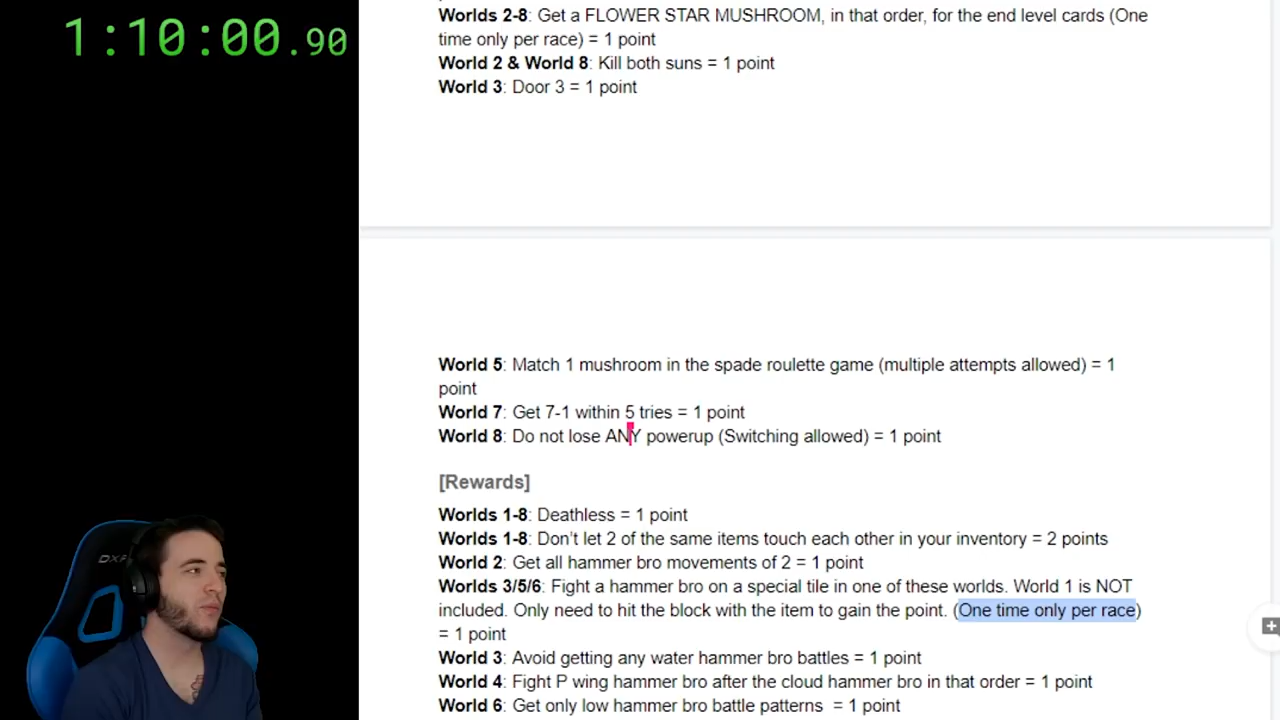 1:10:00.90
Worlds 2-8: Get a FLOWER STAR MUSHROOM, in that order, for the end level cards (One
time only per race) = 1 point
World 2 & World 8: Kill both suns = 1 point
World 3: Door 3 = 1 point
World 5: Match 1 mushroom in the spade roulette game (multiple attempts allowed) = 1
point
World 7: Get 7-1 within 5 tries = 1 point
World 8: Do not lose ANY powerup (Switching allowed) = 1 point
[Rewards]
Worlds 1-8: Deathless = 1 point
Worlds 1-8: Don't let 2 of the same items touch each other in your inventory = 2 points
World 2: Get all hammer bro movements of 2 = 1 point
Worlds 3/5/6: Fight a hammer bro on a special tile in one of these worlds. World 1 is NOT
included. Only need to hit the block with the item to gain the point. (One time only per race)
= 1 point
World 3: Avoid getting any water hammer bro battles = 1 point
World 4: Fight P wing hammer bro after the cloud hammer bro in that order = 1 point
World 6: Get only low hammer bro battle patterns = 1 point